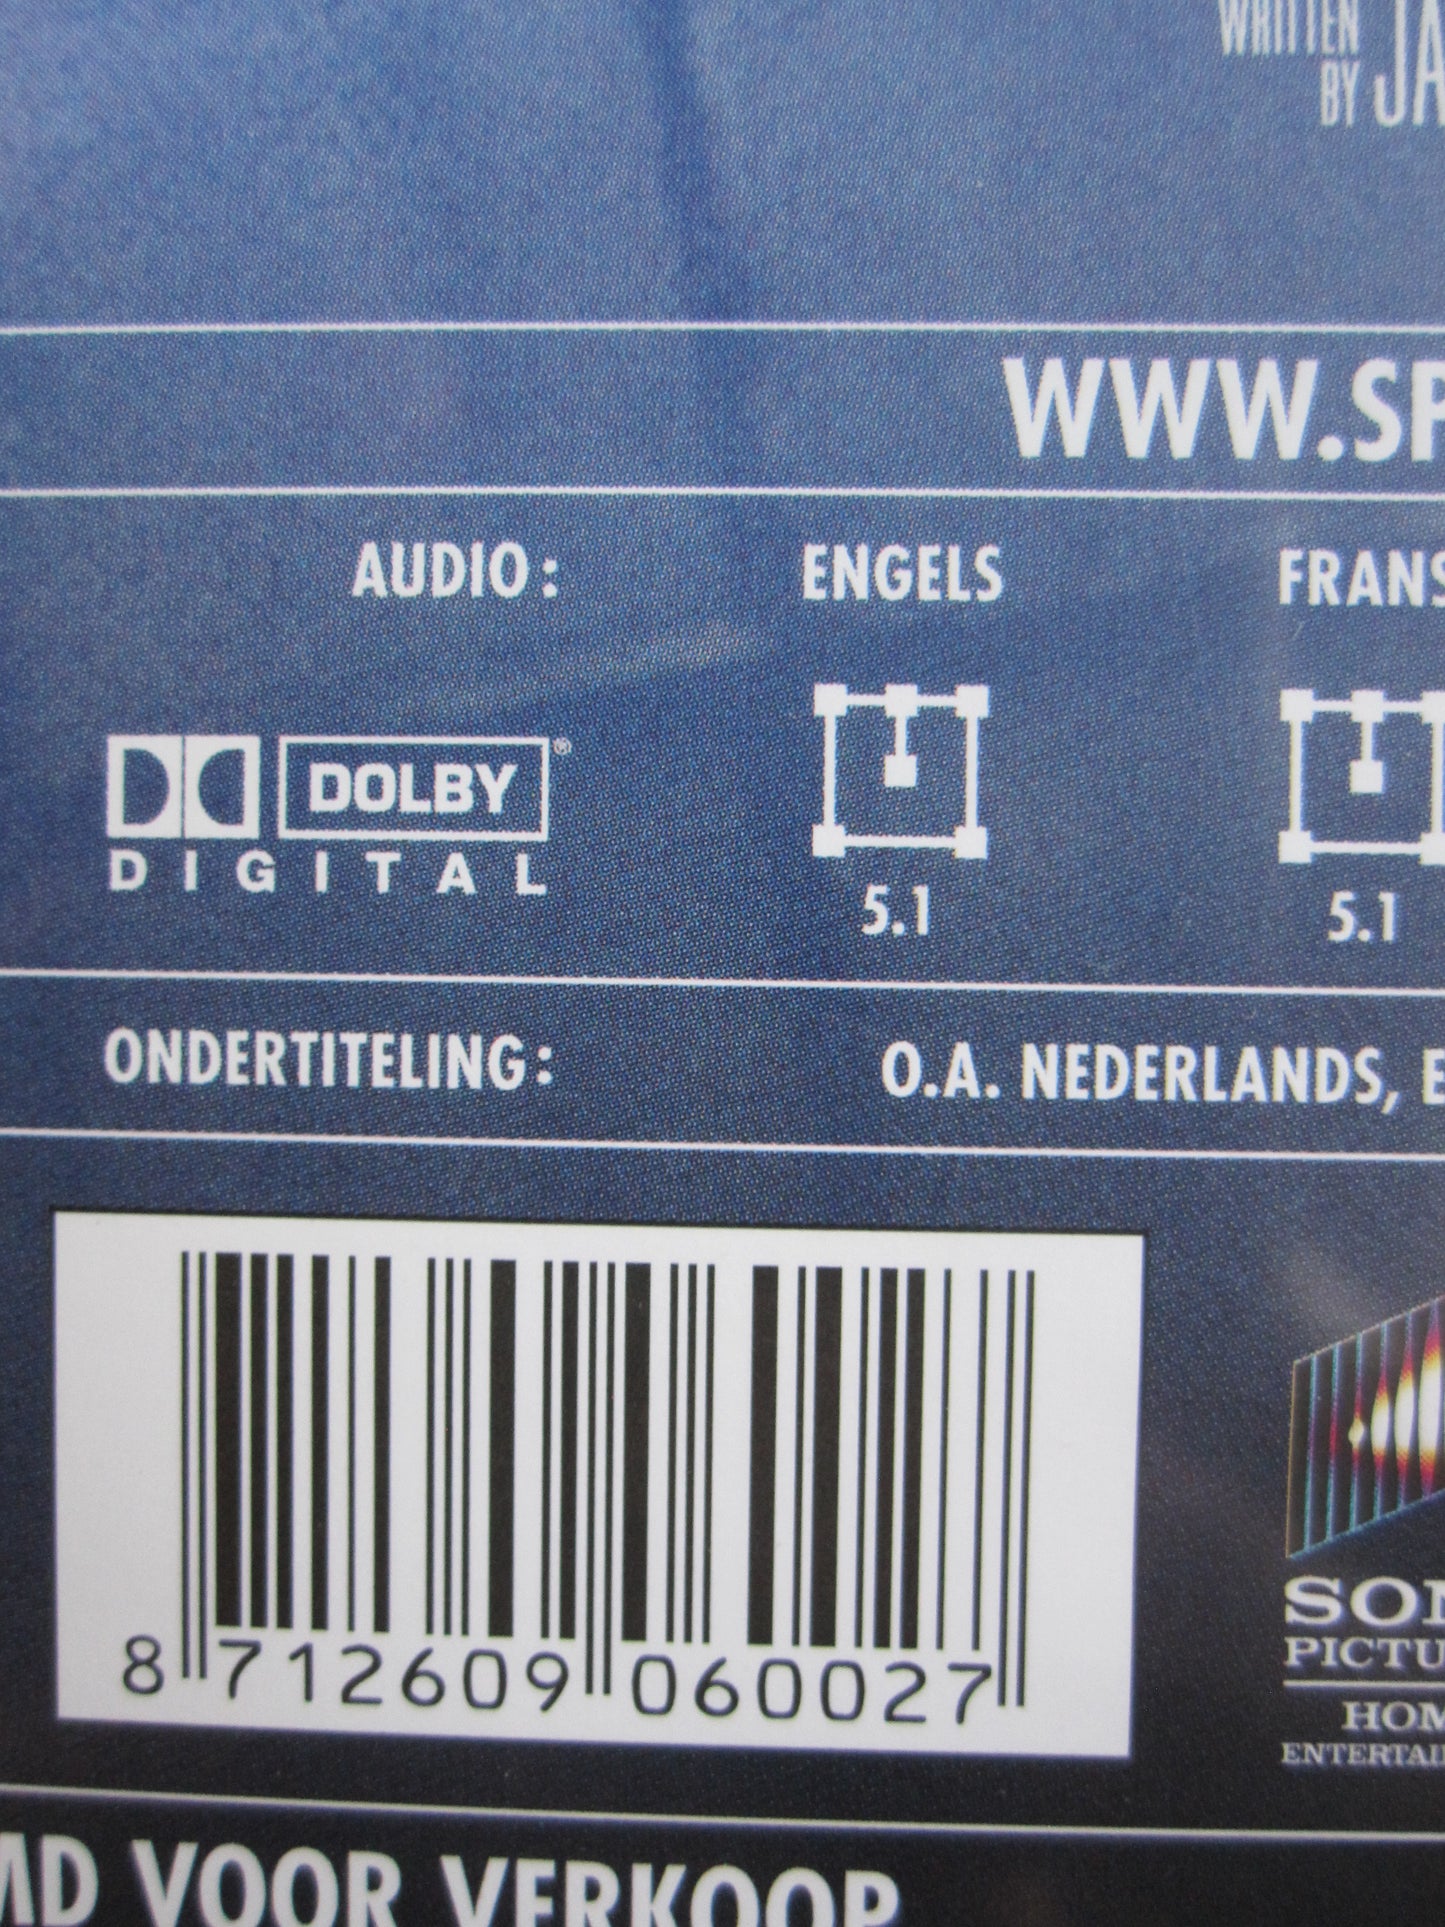 WRITTEN
BY JA
WWW.SP
AUDIO: ENGELS FRANS
DOLBY®
DIGITAL
5.1 5.1
ONDERTITELING: O.A. NEDERLANDS, E
8 712609 060027
SON
PICTU
HOM
ENTERTAI
MD VOOR VERKOOP